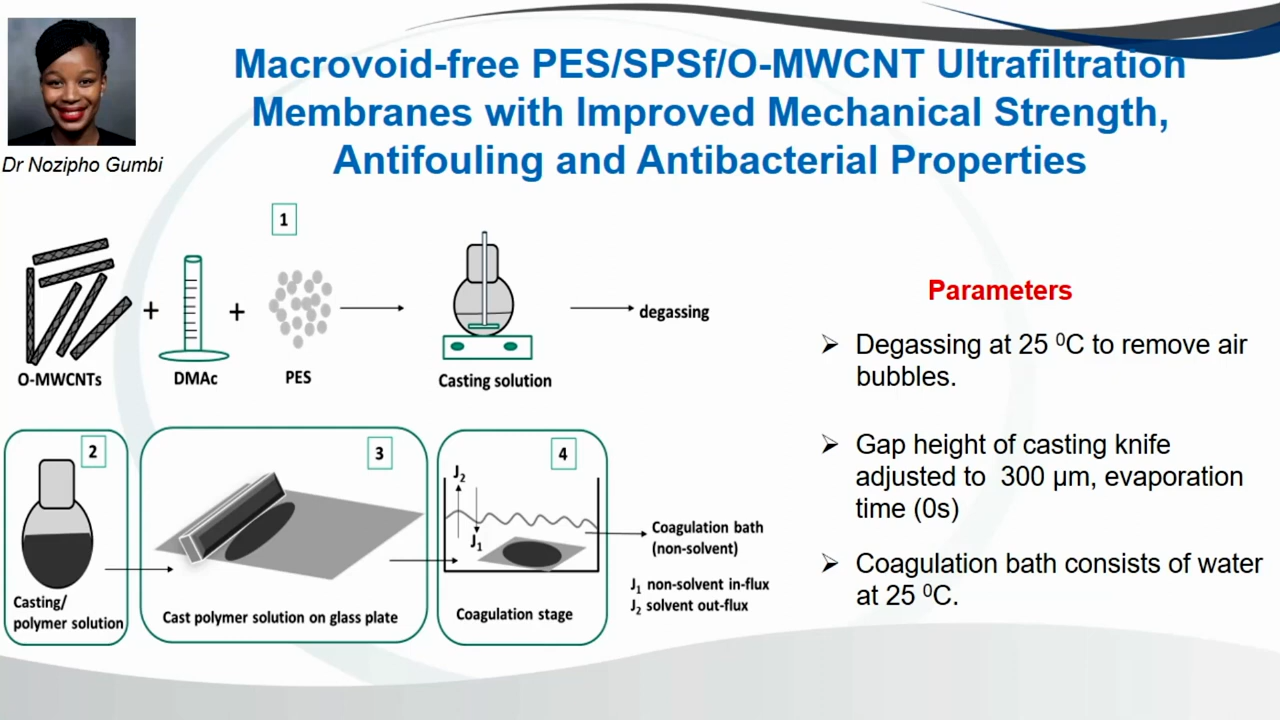 Macrovoid-free PES/SPSf/O-MWCNT Ultrafiltration
Membranes with Improved Mechanical Strength,
Antifouling and Antibacterial Properties
Dr Nozipho Gumbi
1
+
+
degassing
O-MWCNTs
DMAc
PES
Casting solution
2
Casting/
polymer solution
3
Cast polymer solution on glass plate
4
J₂
J₁
Coagulation stage
Coagulation bath
(non-solvent)
J₁ non-solvent in-flux
J₂ solvent out-flux
Parameters
➢ Degassing at 25 ⁰C to remove air
bubbles.
➢ Gap height of casting knife
adjusted to 300 µm, evaporation
time (0s)
➢ Coagulation bath consists of water
at 25 ⁰C.